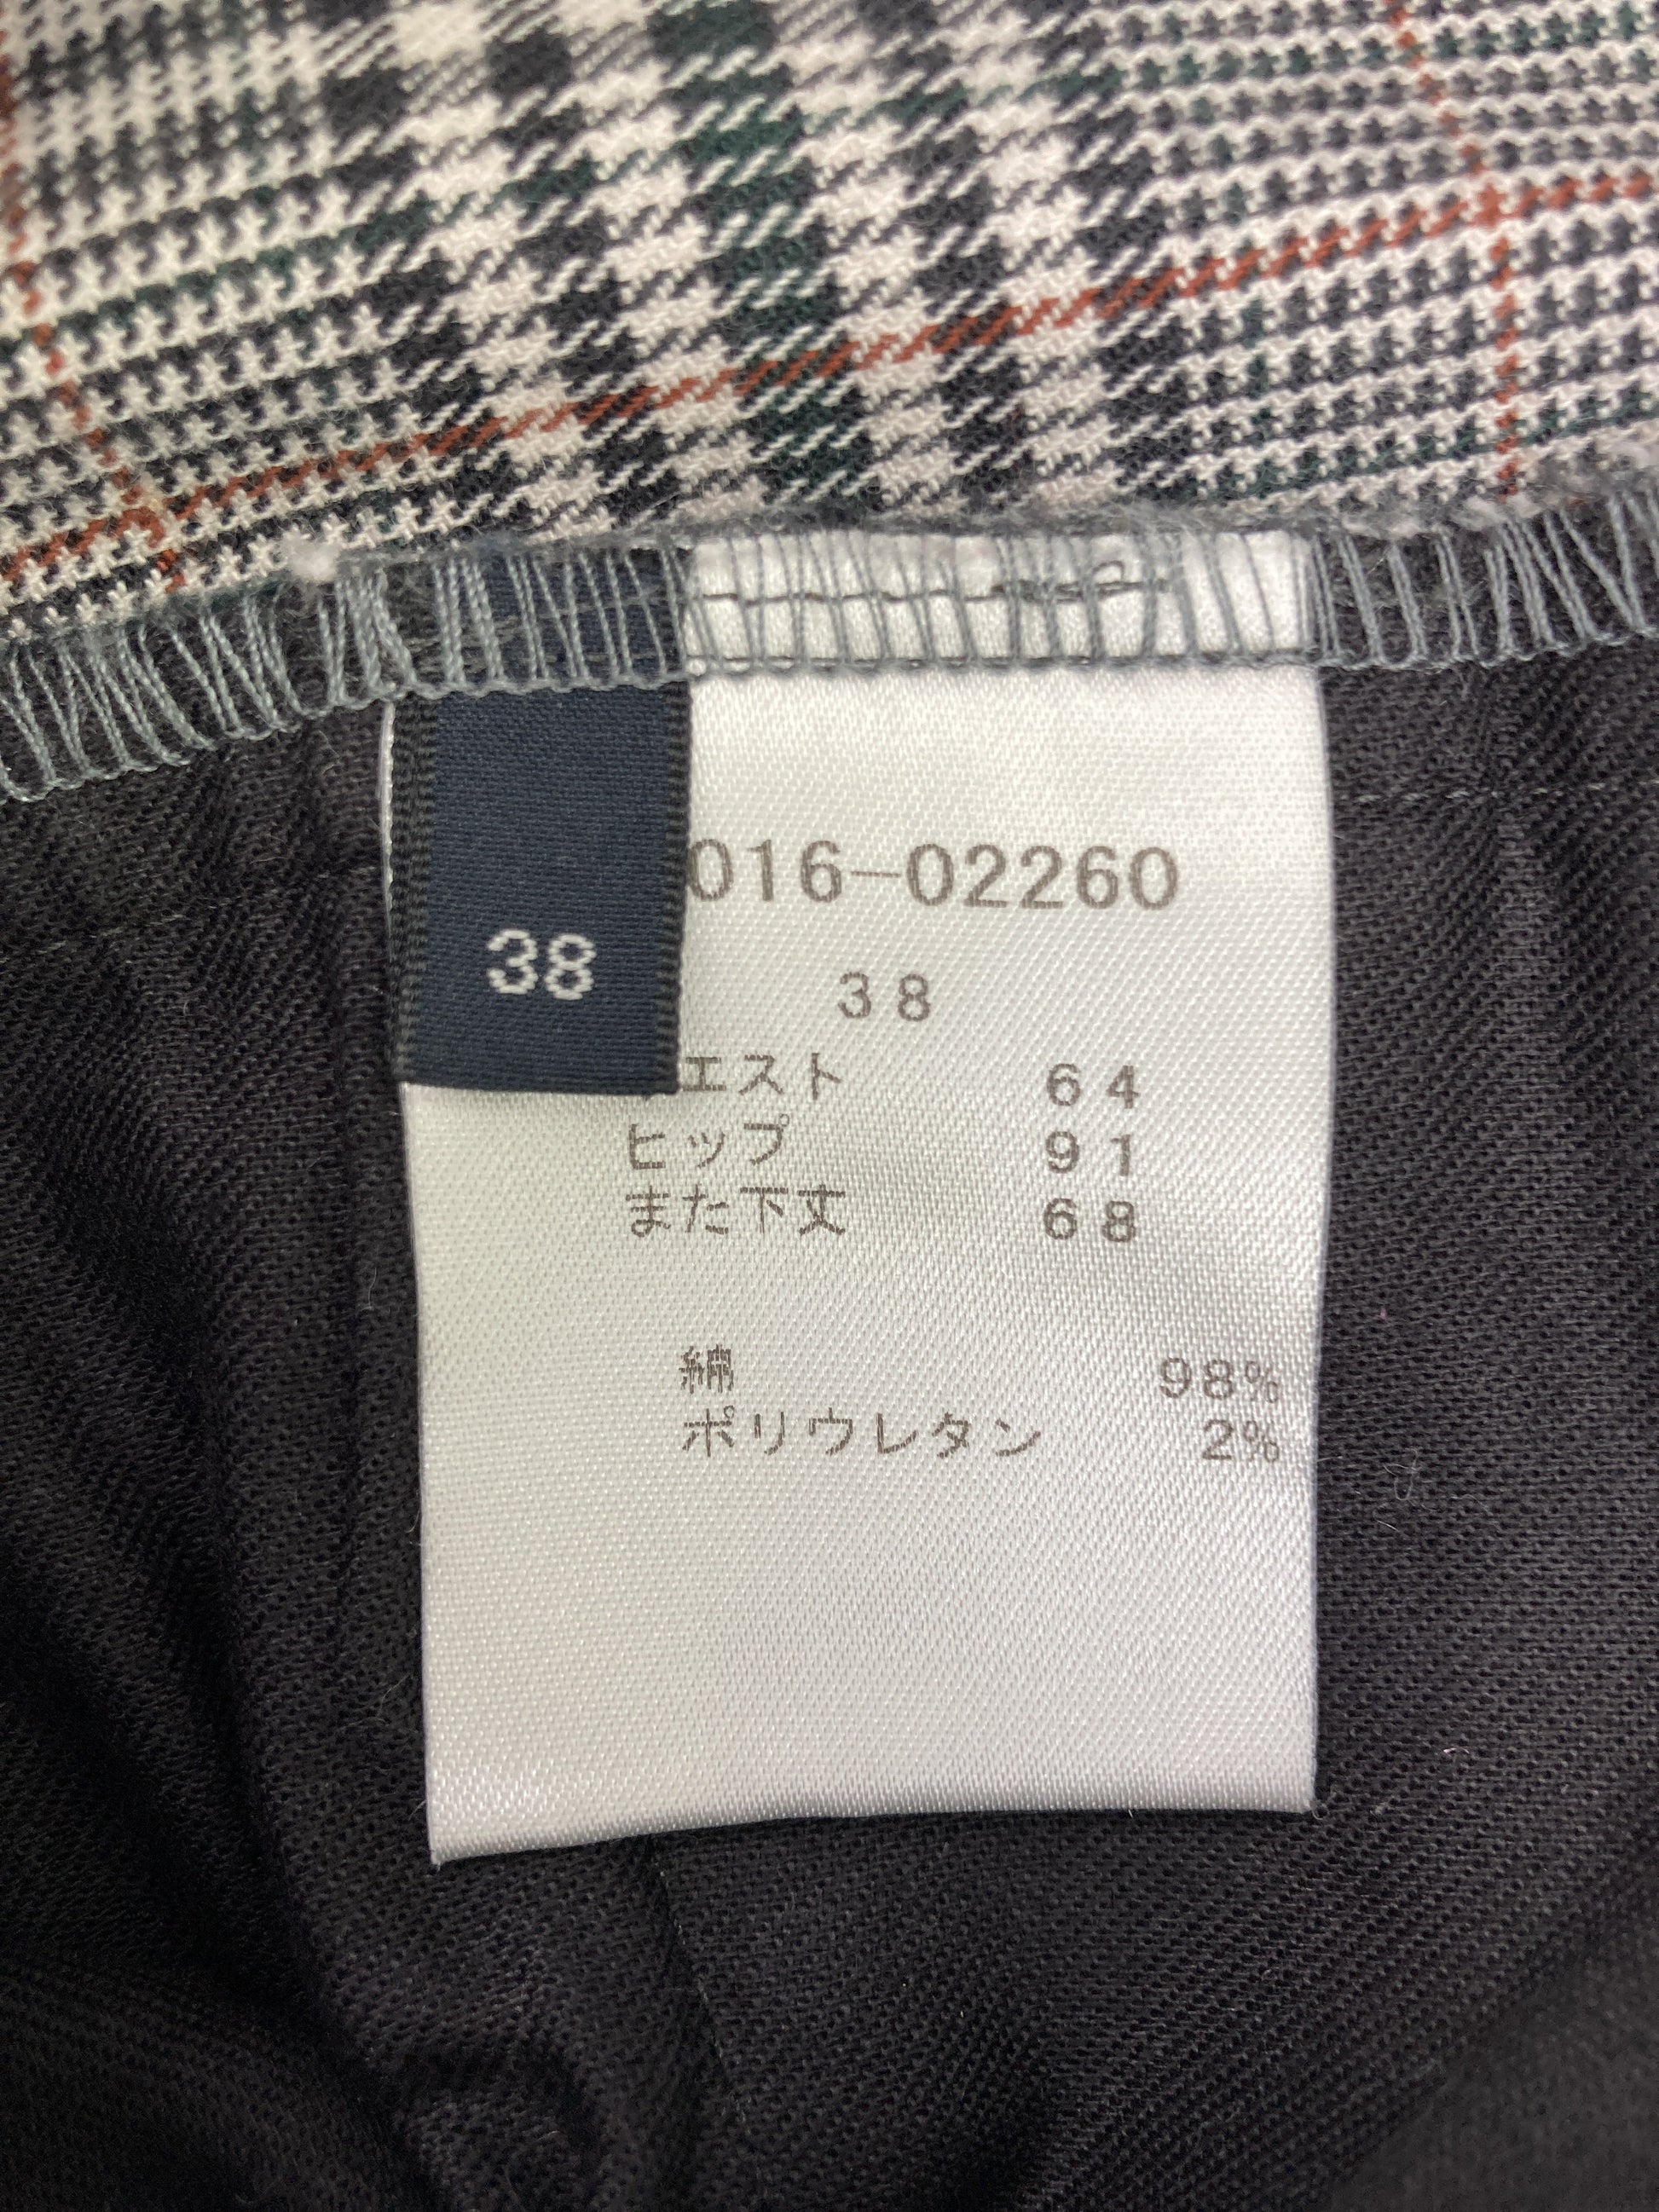 38
016-02260
38
エスト 64
ヒップ 91
また下丈 68
綿 98%
ポリウレタン 2%